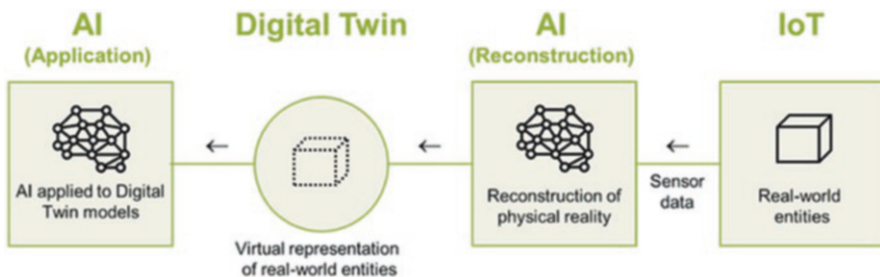 AI
(Application)
Digital Twin
AI
(Reconstruction)
IoT
AI applied to Digital
Twin models
Virtual representation
of real-world entities
Reconstruction of
physical reality
Sensor
data
Real-world
entities